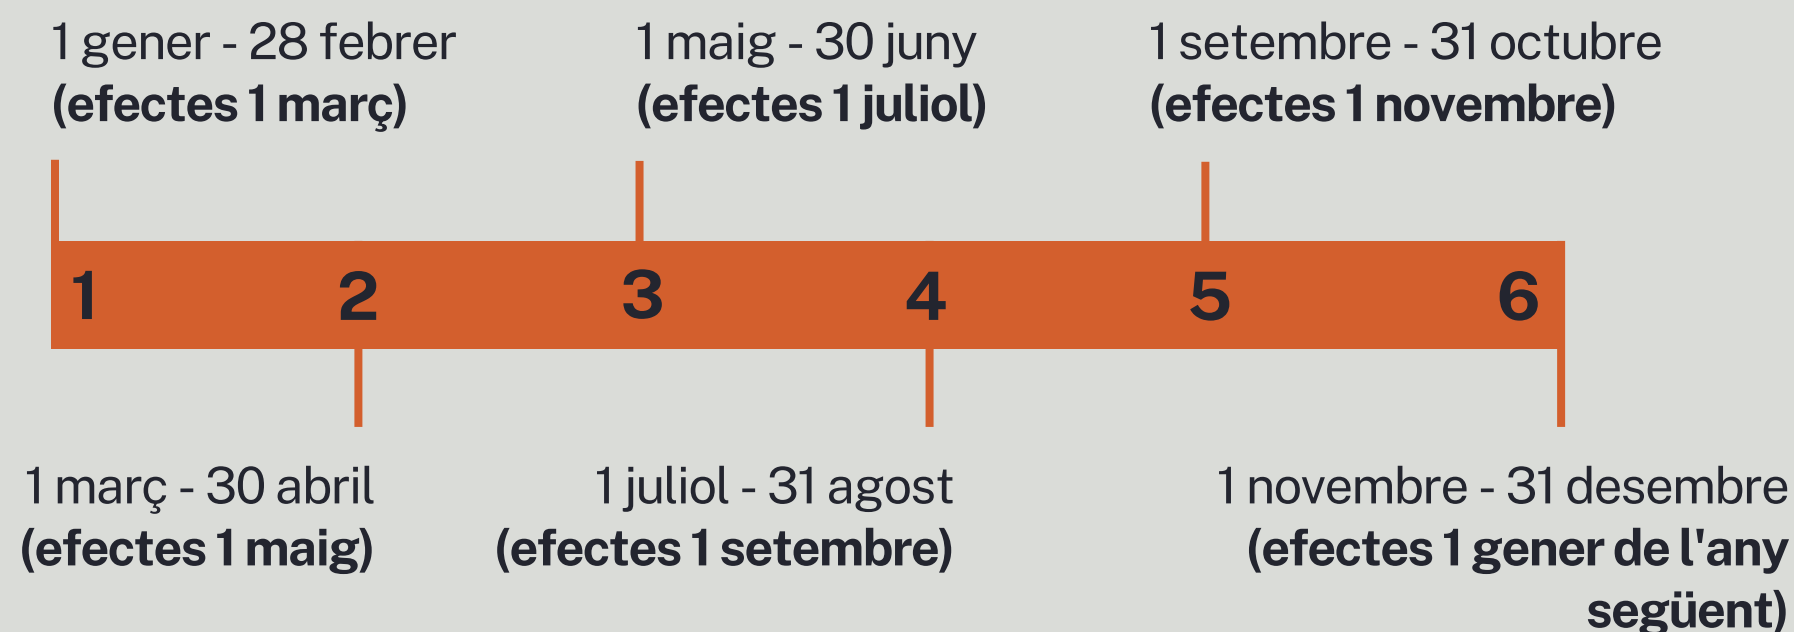 1 gener - 28 febrer
(efectes 1 març)
1 maig - 30 juny
(efectes 1 juliol)
1 setembre - 31 octubre
(efectes 1 novembre)
1 2 3 4 5 6
1 març - 30 abril
(efectes 1 maig)
1 juliol - 31 agost
(efectes 1 setembre)
1 novembre - 31 desembre
(efectes 1 gener de l'any
següent)